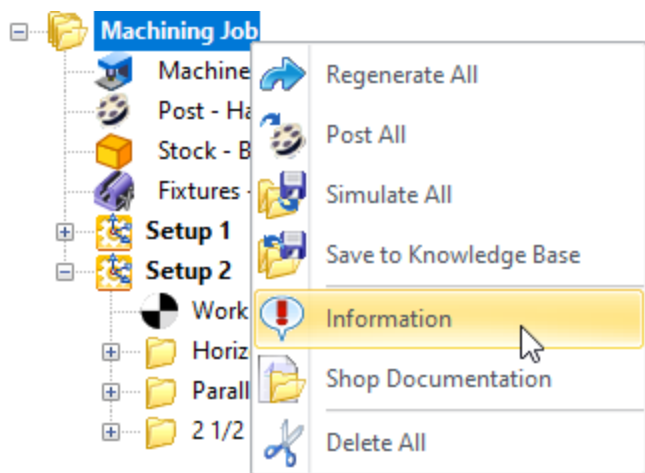 Machining Job
Machine
Regenerate All
Post - Ha
Post All
Stock - B
Fixtures -
Simulate All
Setup 1
Save to Knowledge Base
Setup 2
Work
Information
Horiz
Parall
Shop Documentation
2 1/2
Delete All